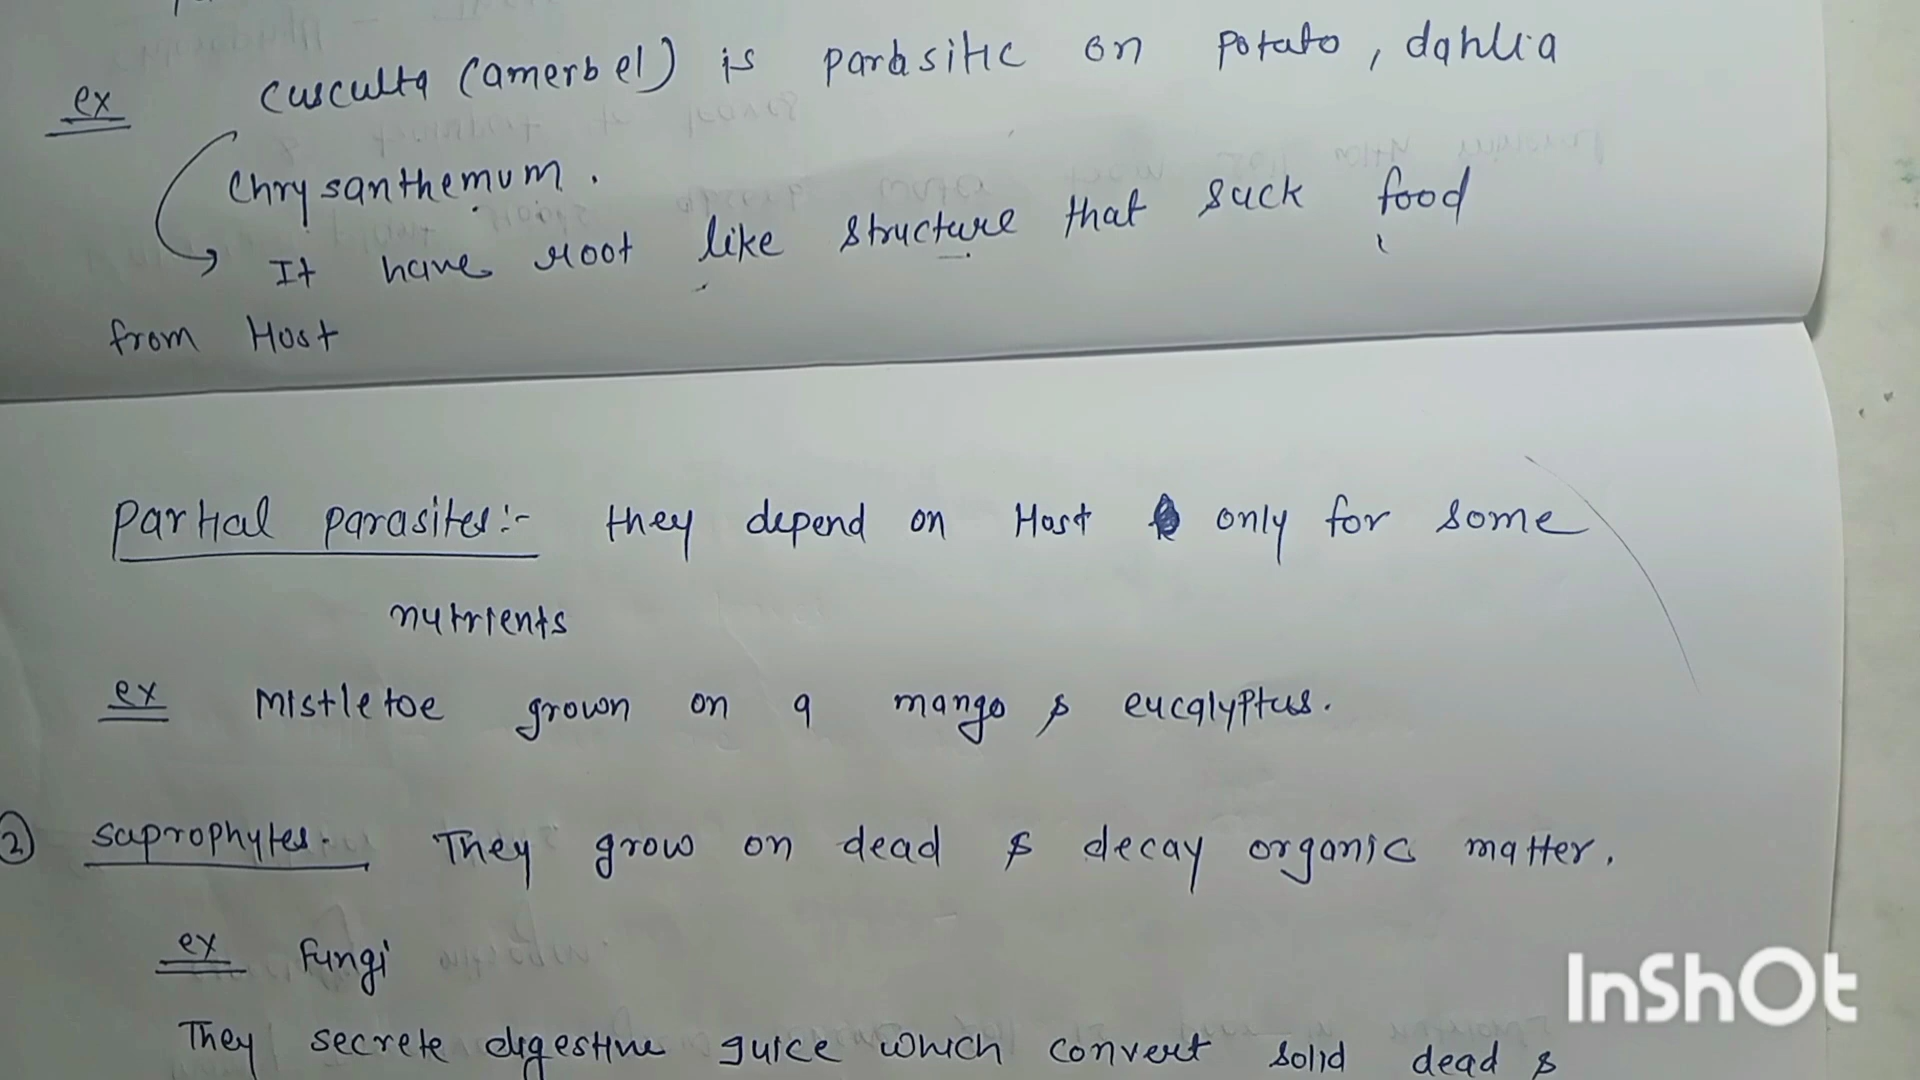 ex Cusculta (amerbel) is parasitic on potato, dahlia
Chrysanthemum.
It have root like structure that suck food
from Host
Partial parasites:- they depend on Host only for some
nutrients
ex Mistletoe grown on a mango & eucalyptus.
② saprophytes. They grow on dead & decay organic matter.
ex Fungi
They secrete digestive juice which convert solid dead &
InShOt